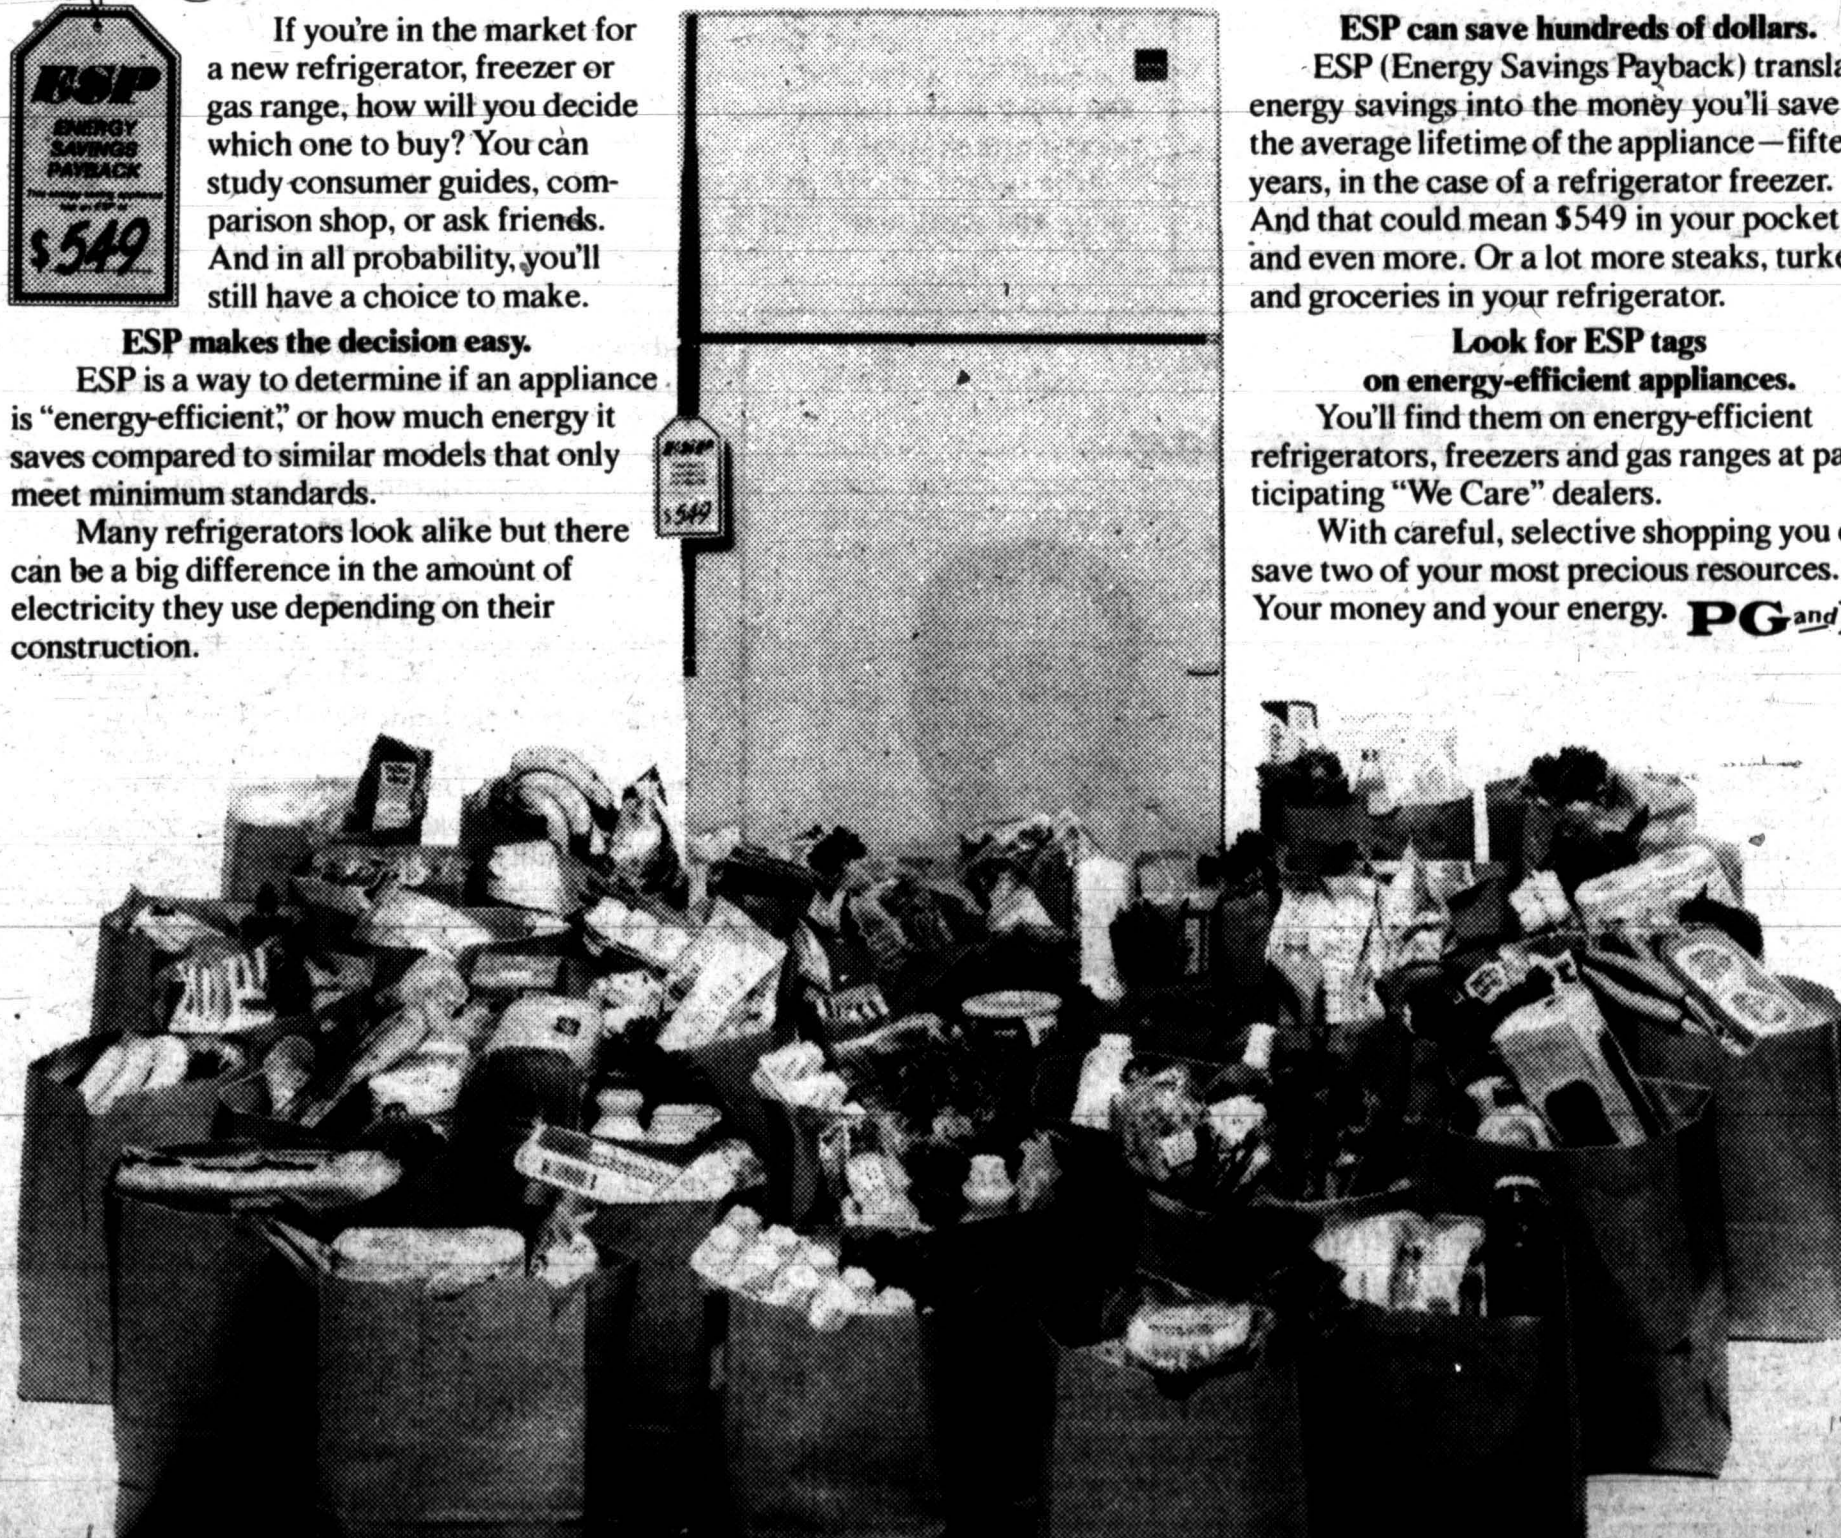 ESP
ENERGY
SAVINGS
PAYBACK
$549
If you're in the market for
a new refrigerator, freezer or
gas range, how will you decide
which one to buy? You can
study consumer guides, com-
parison shop, or ask friends.
And in all probability, you'll
still have a choice to make.
ESP makes the decision easy.
ESP is a way to determine if an appliance
is “energy-efficient,” or how much energy it
saves compared to similar models that only
meet minimum standards.
Many refrigerators look alike but there
can be a big difference in the amount of
electricity they use depending on their
construction.
ESP
$549
ESP can save hundreds of dollars.
ESP (Energy Savings Payback) transla
energy savings into the money you'll save
the average lifetime of the appliance—fifte
years, in the case of a refrigerator freezer.
And that could mean $549 in your pocket
and even more. Or a lot more steaks, turke
and groceries in your refrigerator.
Look for ESP tags
on energy-efficient appliances.
You'll find them on energy-efficient
refrigerators, freezers and gas ranges at pa
ticipating “We Care” dealers.
With careful, selective shopping you
save two of your most precious resources.
Your money and your energy.
PG and